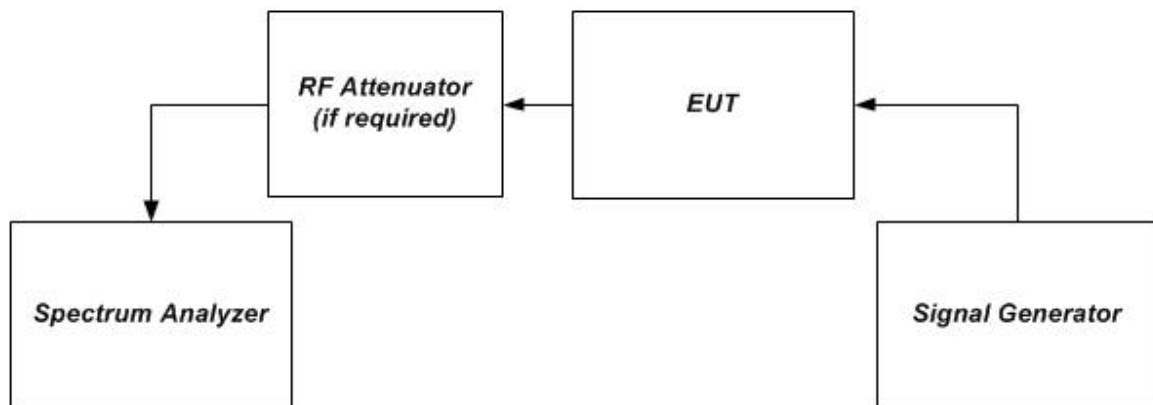 RF Attenuator
(if required)
EUT
Spectrum Analyzer
Signal Generator